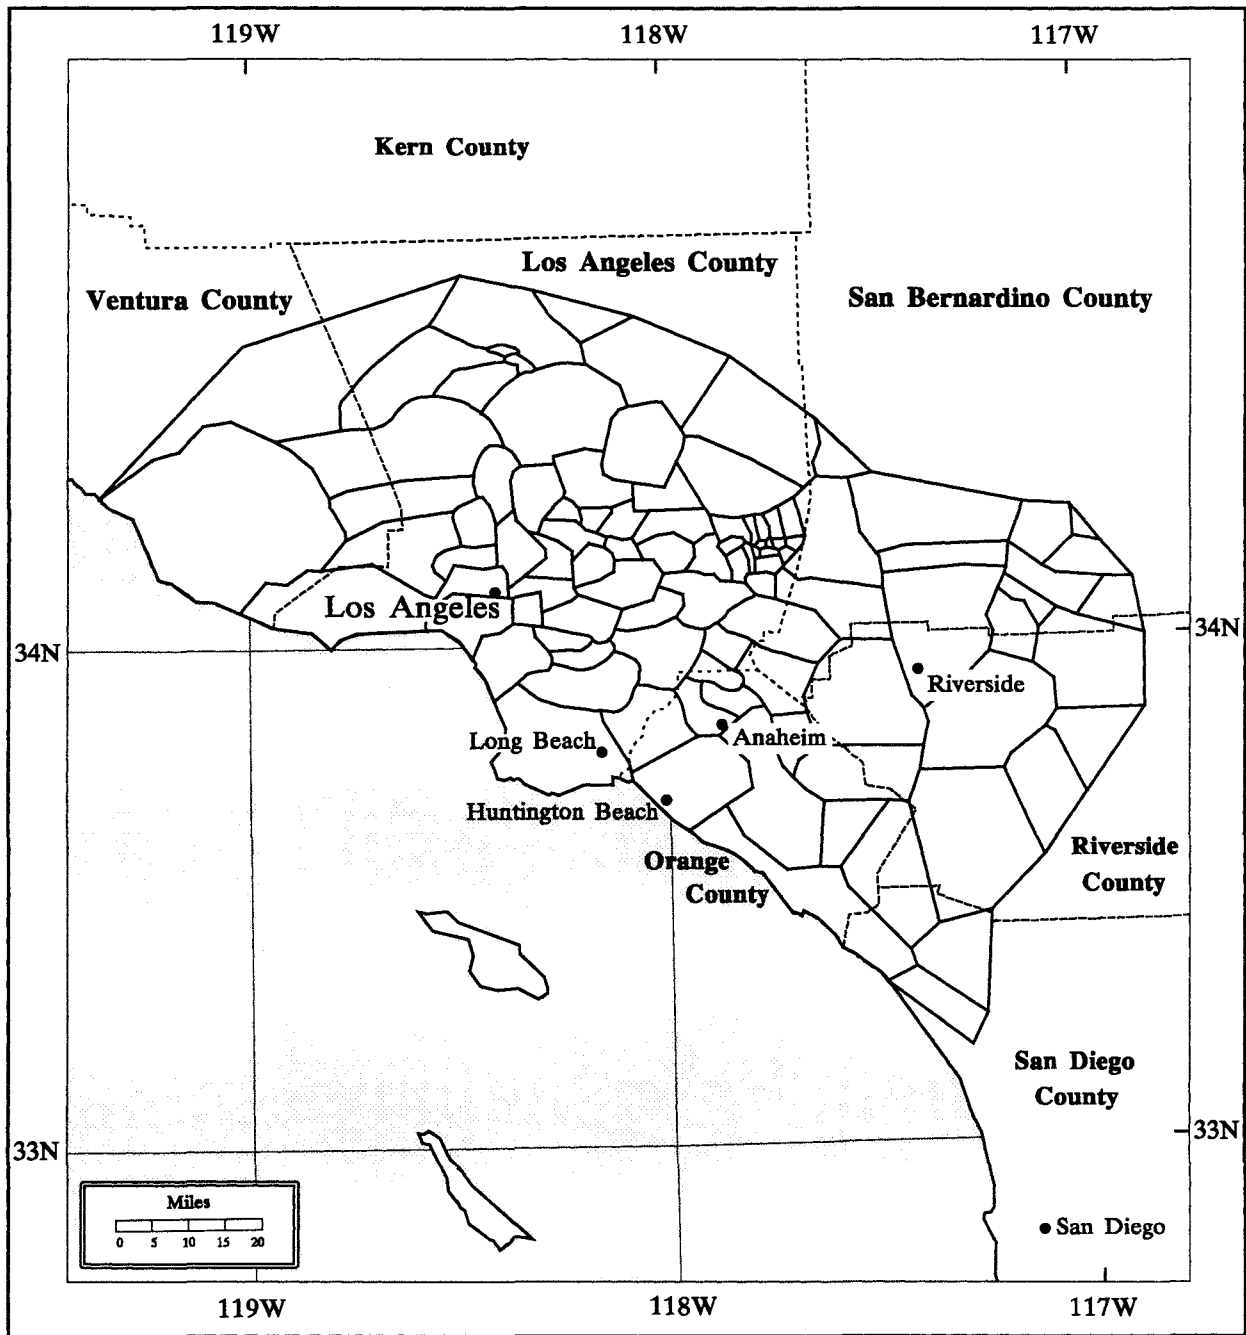 119W 118W 117W
Kern County
Los Angeles County
Ventura County
San Bernardino County
Los Angeles
34N
34N
Riverside
Long Beach
Anaheim
Huntington Beach
Orange
County
Riverside
County
San Diego
County
33N
33N
Miles
0 5 10 15 20
San Diego
119W 118W 117W